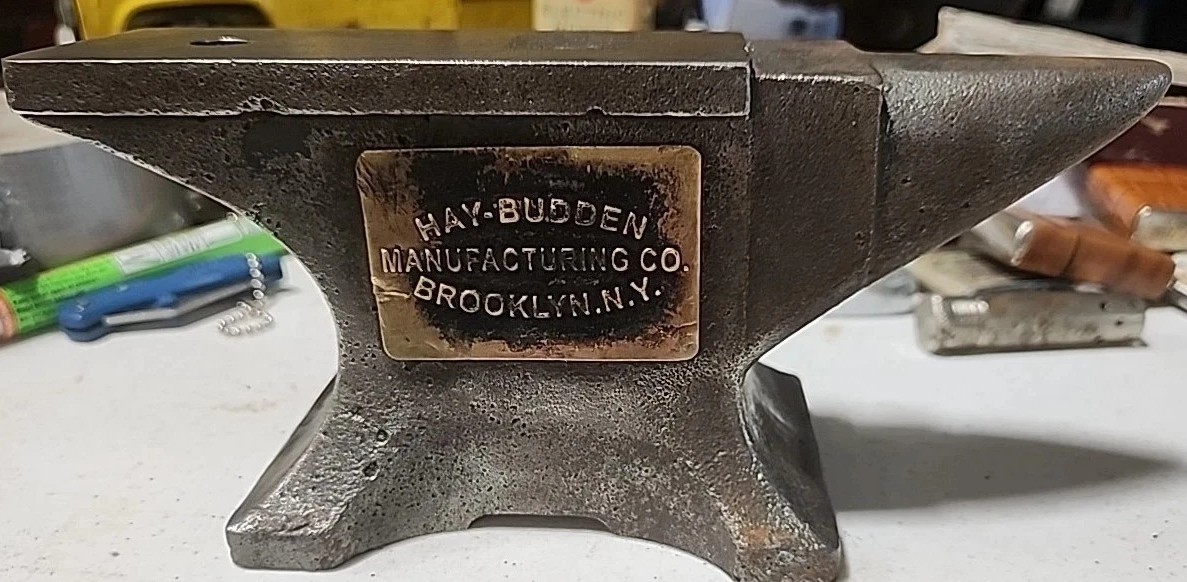 HAY-BUDDEN
MANUFACTURING CO.
BROOKLYN.N.Y.